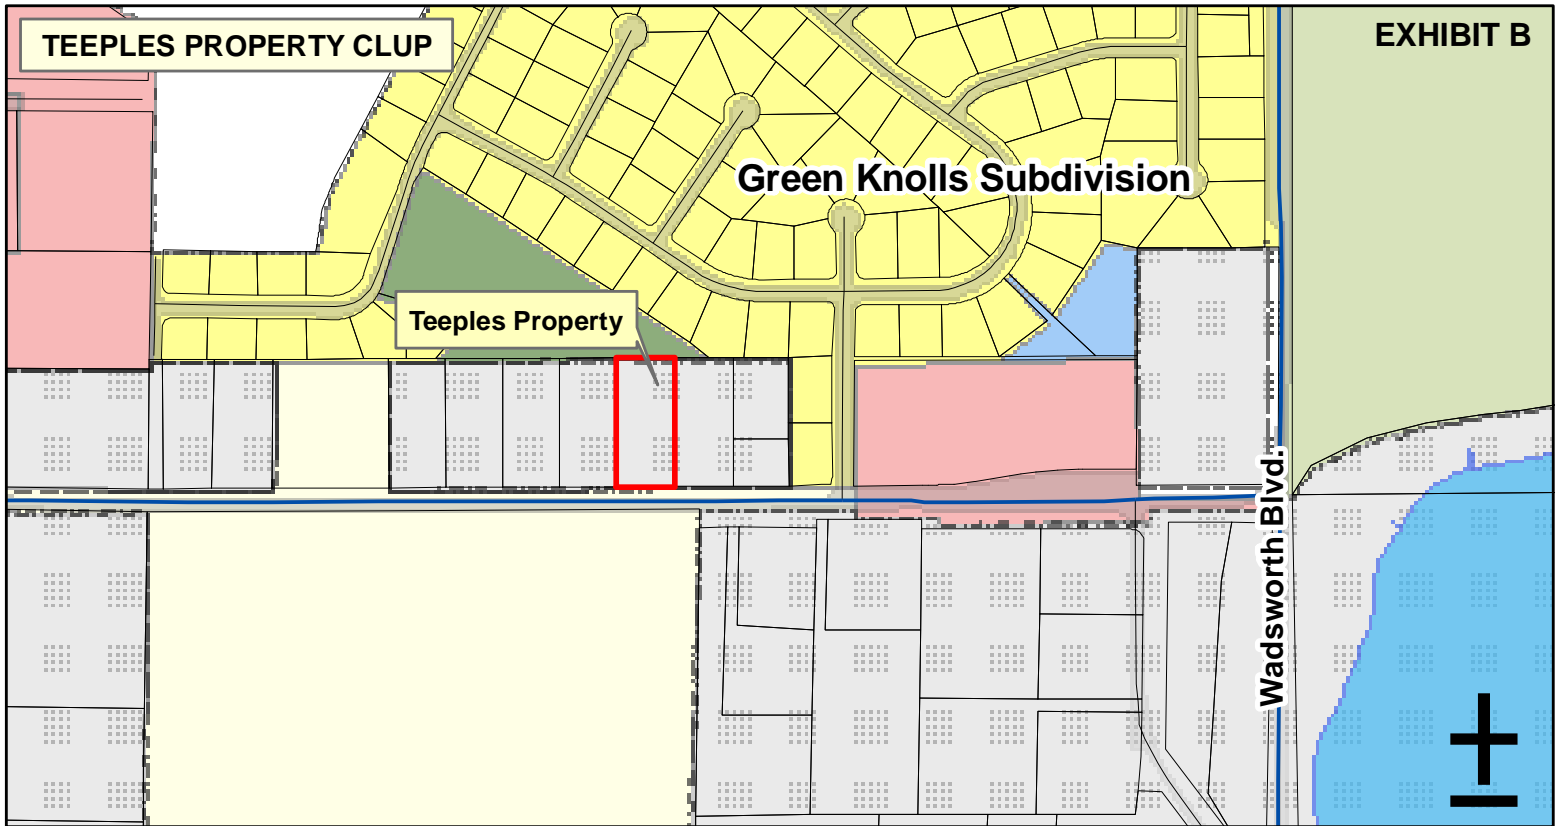 TEEPLES PROPERTY CLUP
EXHIBIT B
Green Knolls Subdivision
Teeples Property
Wadsworth Blvd.